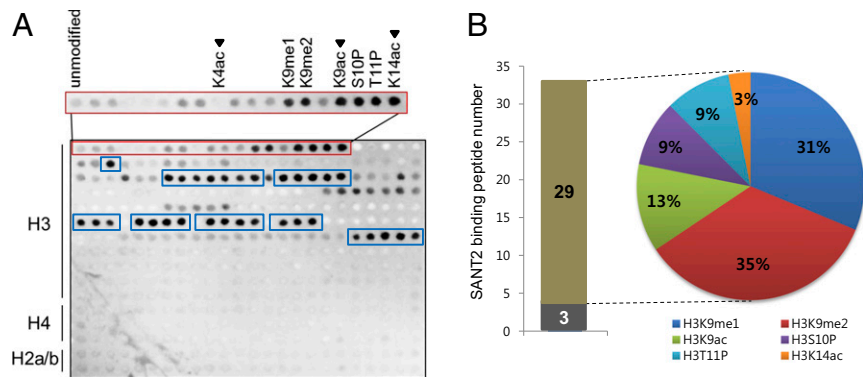 A
unmodified
K4ac
K9me1
K9me2
K9ac
S10P
T11P
K14ac
H3
H4
H2a/b
B
SANT2 binding peptide number
35
30
25
20
15
10
5
0
29
3
3%
9%
9%
13%
31%
35%
H3K9me1 H3K9me2
H3K9ac H3S10P
H3T11P H3K14ac